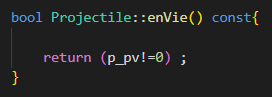 bool Projectile::enVie() const{
return (p_pv!=0) ;
}